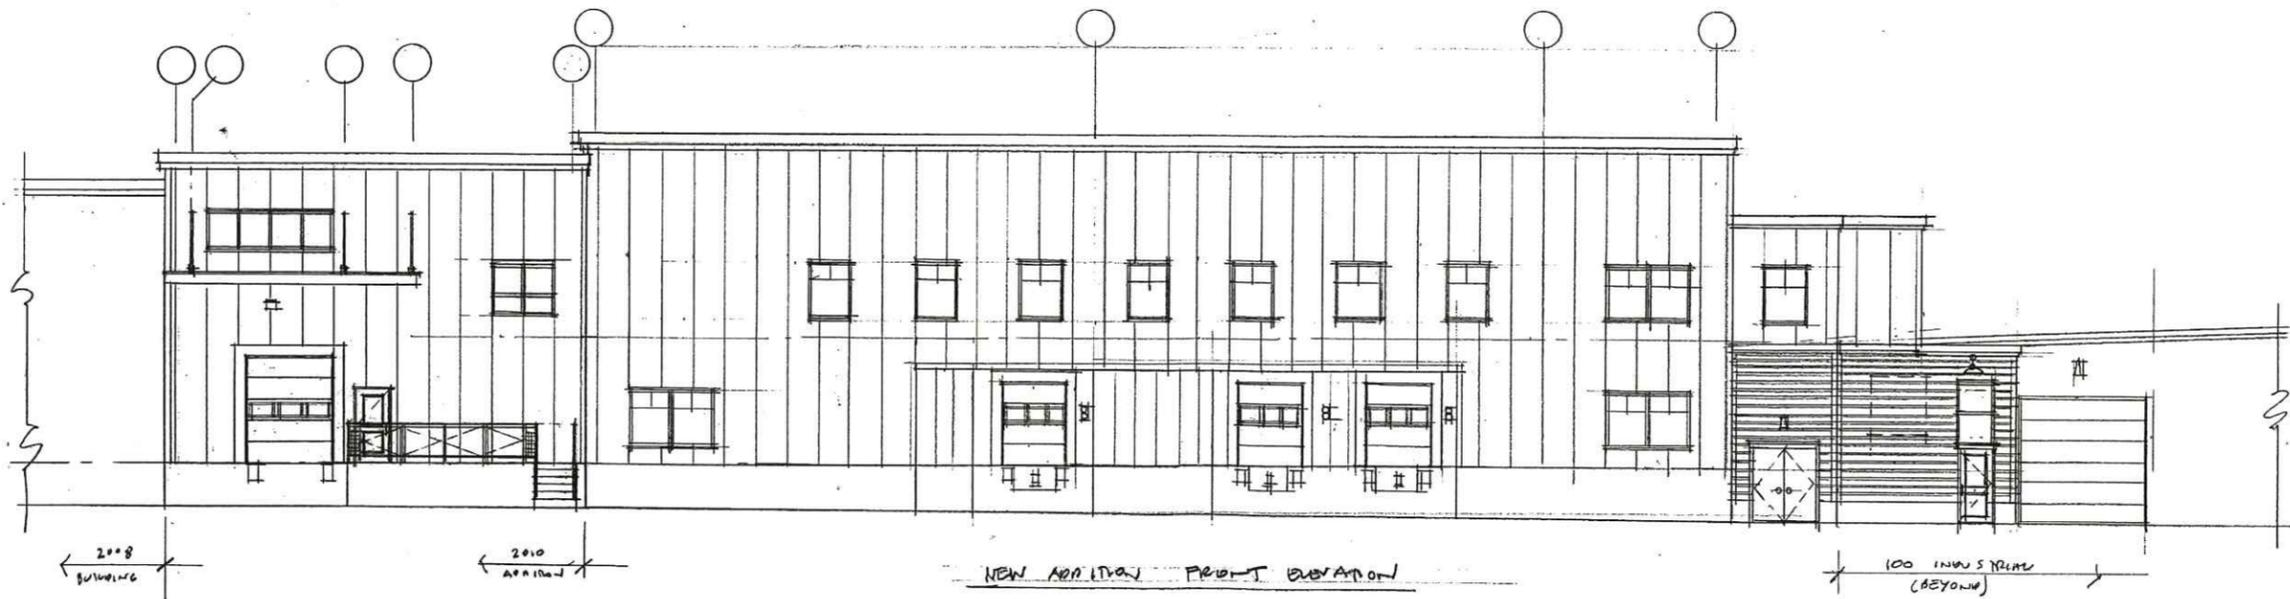 2008
BUILDING
2010
ADDITION
NEW ADDITION FRONT ELEVATION
100 INDUSTRIAL
(BEYOND)